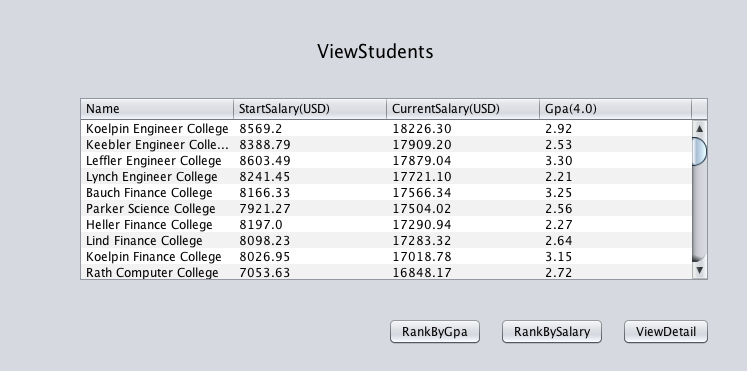 ViewStudents
Name StartSalary(USD) CurrentSalary(USD) Gpa(4.0)
Koelpin Engineer College 8569.2 18226.30 2.92
Keebler Engineer Colle... 8388.79 17909.20 2.53
Leffler Engineer College 8603.49 17879.04 3.30
Lynch Engineer College 8241.45 17721.10 2.21
Bauch Finance College 8166.33 17566.34 3.25
Parker Science College 7921.27 17504.02 2.56
Heller Finance College 8197.0 17290.94 2.27
Lind Finance College 8098.23 17283.32 2.64
Koelpin Finance College 8026.95 17018.78 3.15
Rath Computer College 7053.63 16848.17 2.72
RankByGpa RankBySalary ViewDetail